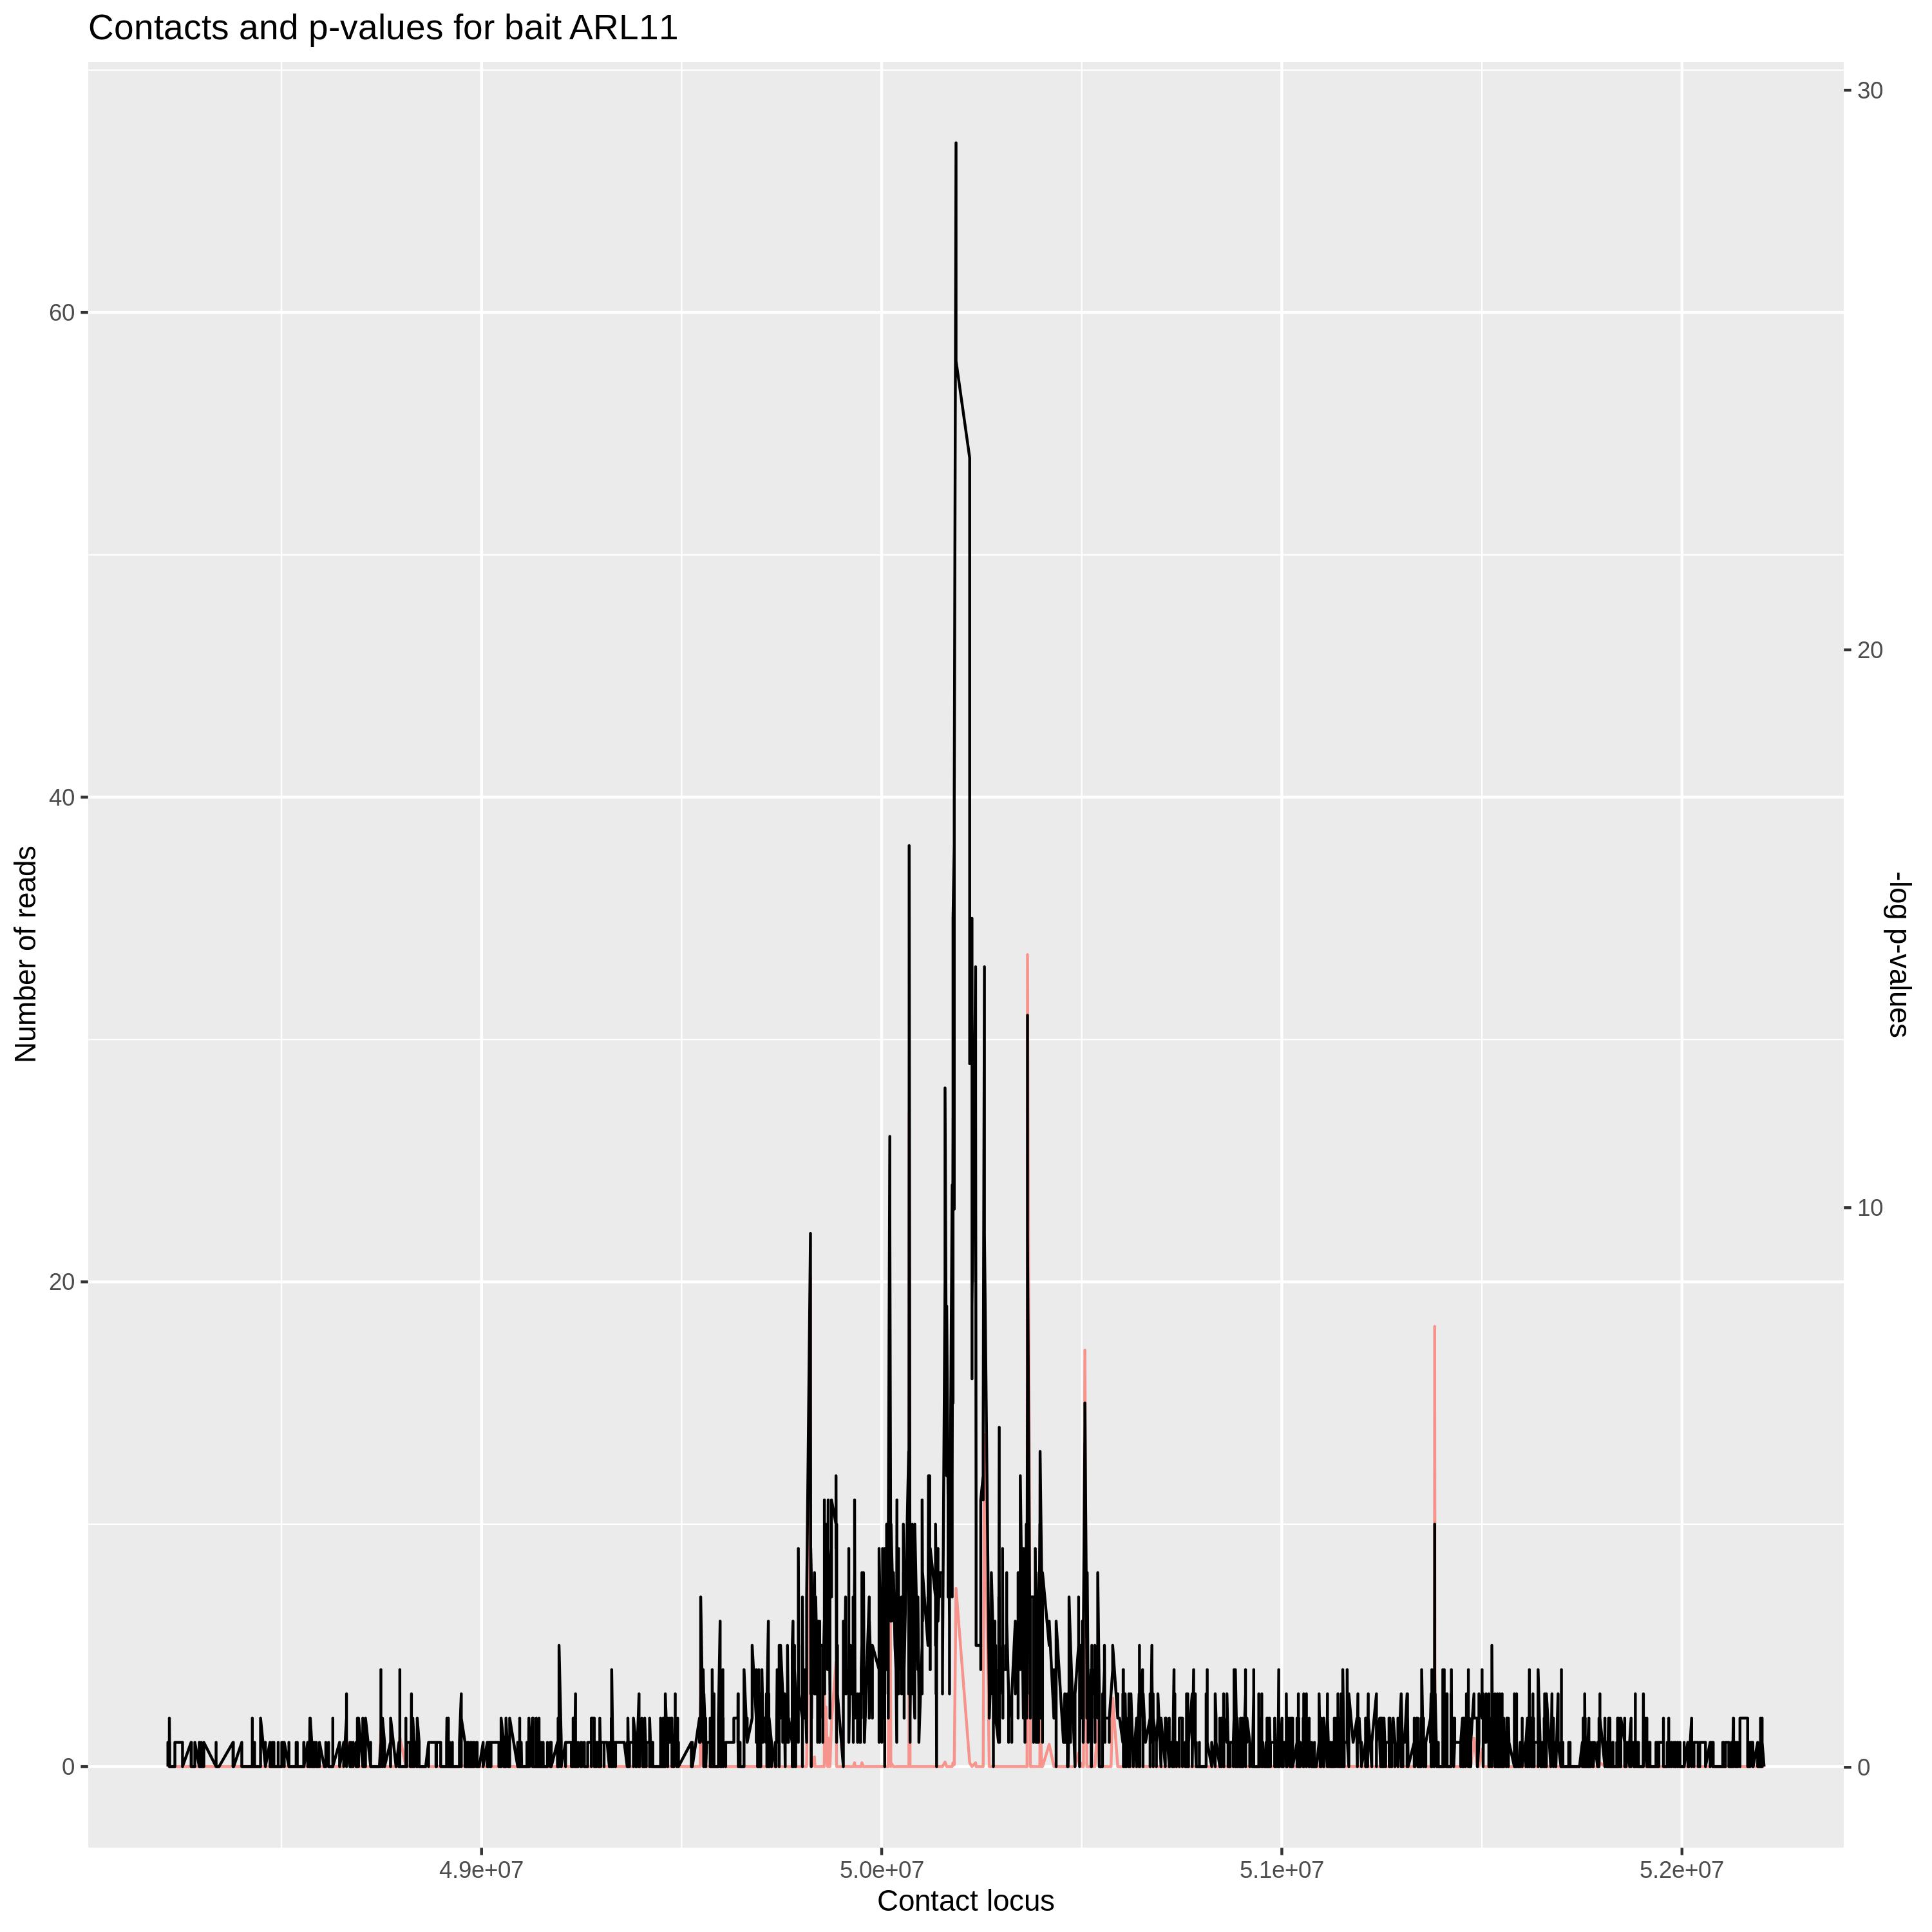 Contacts and p-values for bait ARL11
30
60
20
40
Number of reads
-log p-values
10
20
0
0
4.9e+07
5.0e+07
5.1e+07
5.2e+07
Contact locus